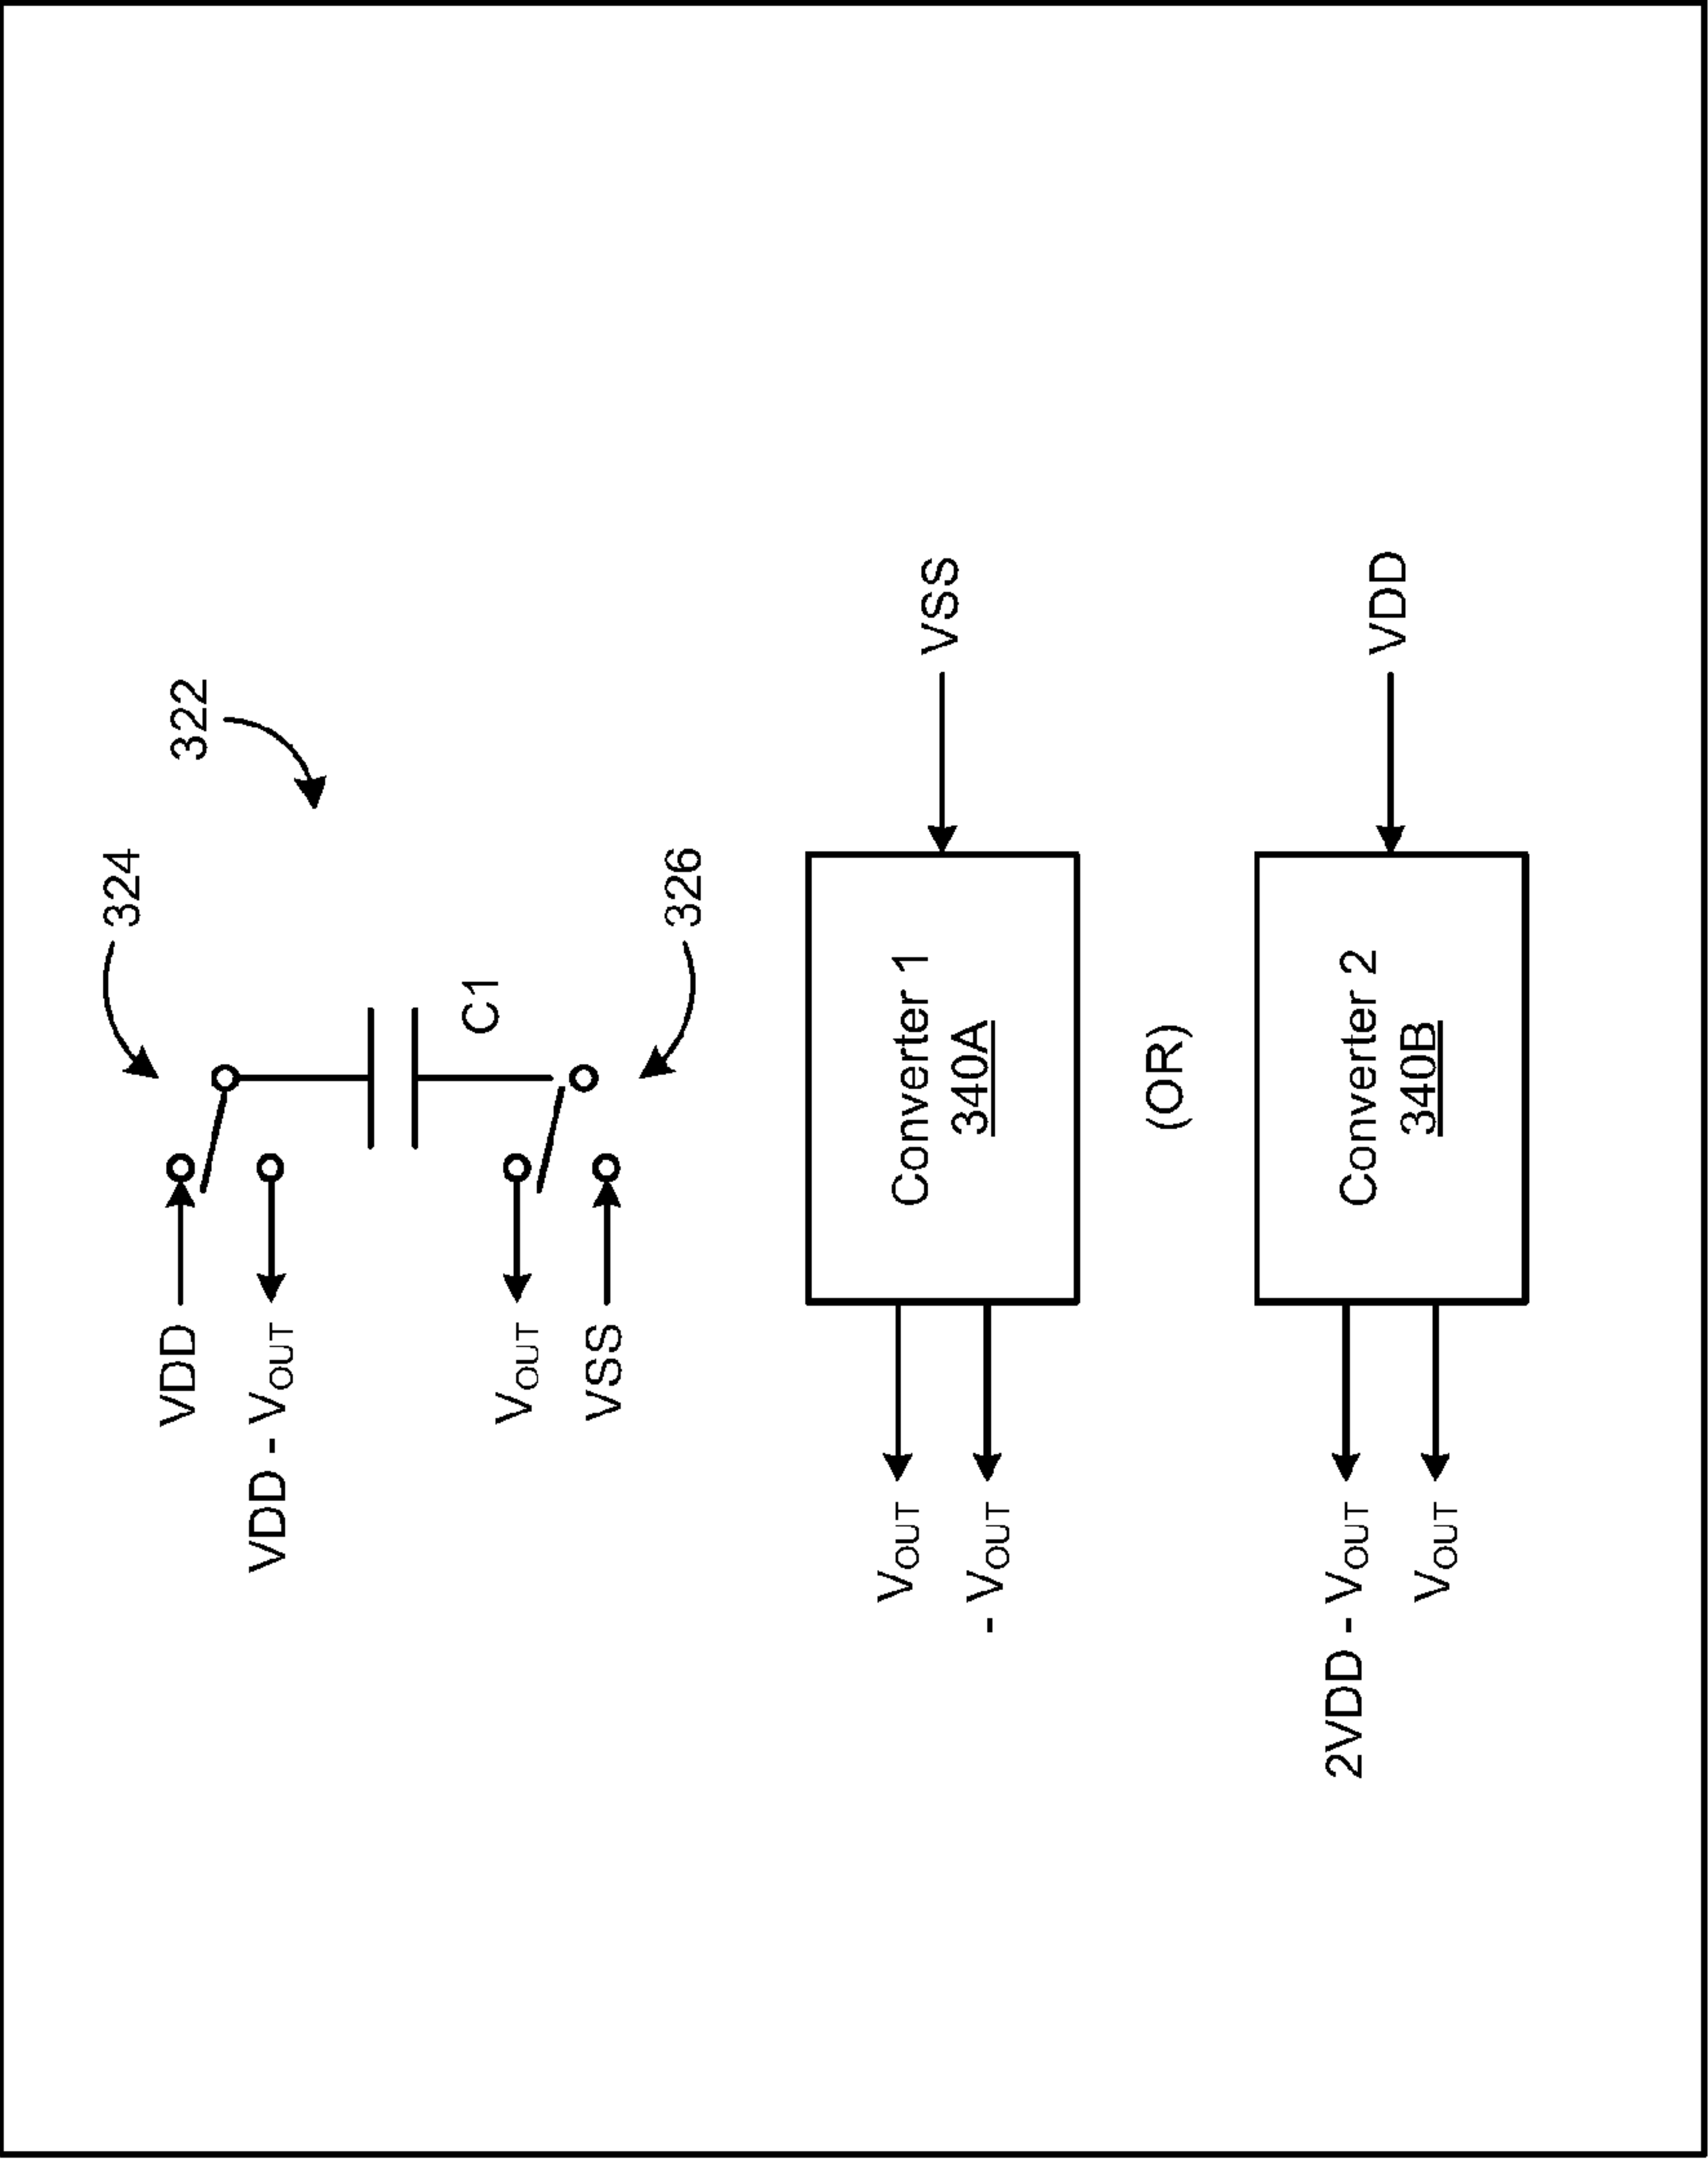 324
322
VDD
VDD - VOUT
C1
VOUT
VSS
326
Converter 1
340A
VSS
VOUT
- VOUT
(OR)
Converter 2
340B
VDD
2VDD - VOUT
VOUT